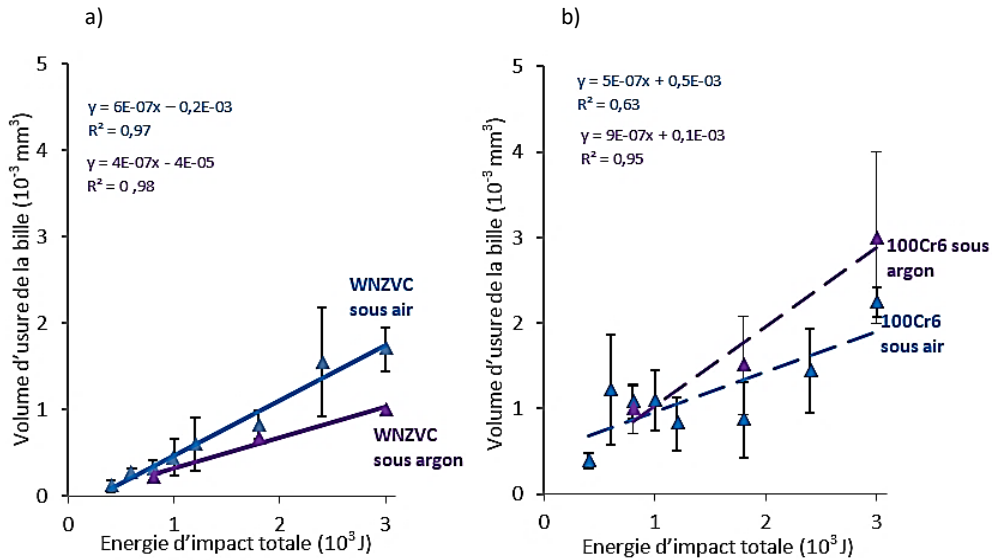 a)
Volume d'usure de la bille (10⁻³ mm³)
5
4
3
2
1
0
y = 6E-07x – 0,2E-03
R² = 0,97
y = 4E-07x - 4E-05
R² = 0 ,98
WNZVC
sous air
WNZVC
sous argon
0
1
2
3
Energie d'impact totale (10³ J)
b)
Volume d'usure de la bille (10⁻³ mm³)
5
4
3
2
1
0
y = 5E-07x + 0,5E-03
R² = 0,63
y = 9E-07x + 0,1E-03
R² = 0,95
100Cr6 sous
argon
100Cr6
sous air
0
1
2
3
Energie d'impact totale (10³ J)